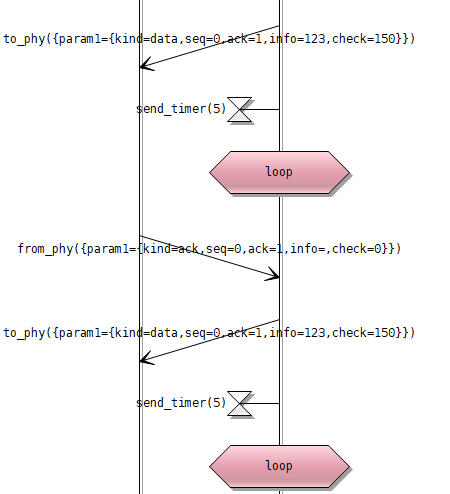 to_phy({param1={kind=data,seq=0,ack=1,info=123,check=150}})
send_timer(5)
loop
from_phy({param1={kind=ack,seq=0,ack=1,info=,check=0}})
to_phy({param1={kind=data,seq=0,ack=1,info=123,check=150}})
send_timer(5)
loop